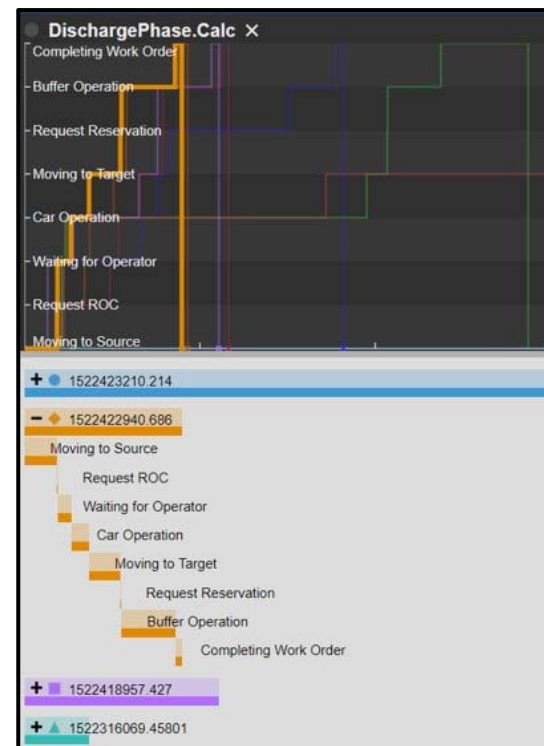 DischargePhase.Calc ×
Completing Work Order
Buffer Operation
Request Reservation
Moving to Target
Car Operation
Waiting for Operator
Request ROC
Moving to Source
+ 1522423210.214
− 1522422940.686
Moving to Source
Request ROC
Waiting for Operator
Car Operation
Moving to Target
Request Reservation
Buffer Operation
Completing Work Order
+ 1522418957.427
+ 1522316069.45801